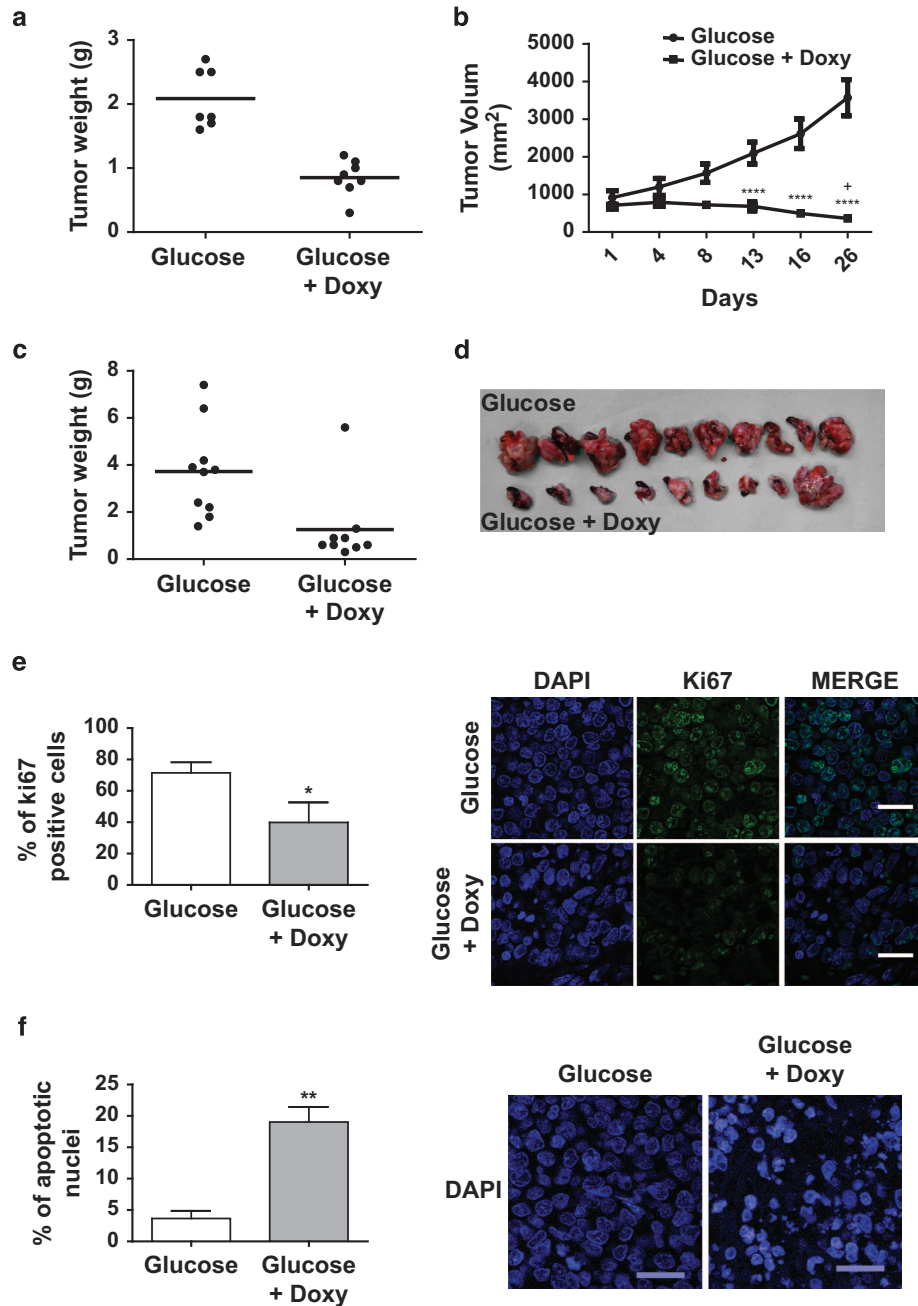 a
Tumor weight (g)
3
2
1
0
Glucose
Glucose
+ Doxy
b
Glucose
Glucose + Doxy
Tumor Volum
(mm²)
5000
4000
3000
2000
1000
0
****
****
+
****
1
4
8
13
16
26
Days
c
Tumor weight (g)
8
6
4
2
0
Glucose
Glucose
+ Doxy
d
Glucose
Glucose + Doxy
e
% of ki67
positive cells
100
80
60
40
20
0
*
Glucose
Glucose
+ Doxy
DAPI
Ki67
MERGE
Glucose
Glucose
+ Doxy
f
% of apoptotic
nuclei
25
20
15
10
5
0
**
Glucose
Glucose
+ Doxy
Glucose
Glucose
+ Doxy
DAPI